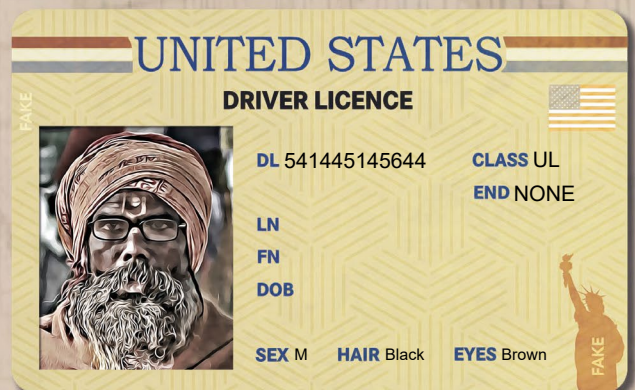 UNITED STATES
DRIVER LICENCE
FAKE
DL 541445145644 CLASS UL
END NONE
LN
FN
DOB
SEX M HAIR Black EYES Brown
FAKE